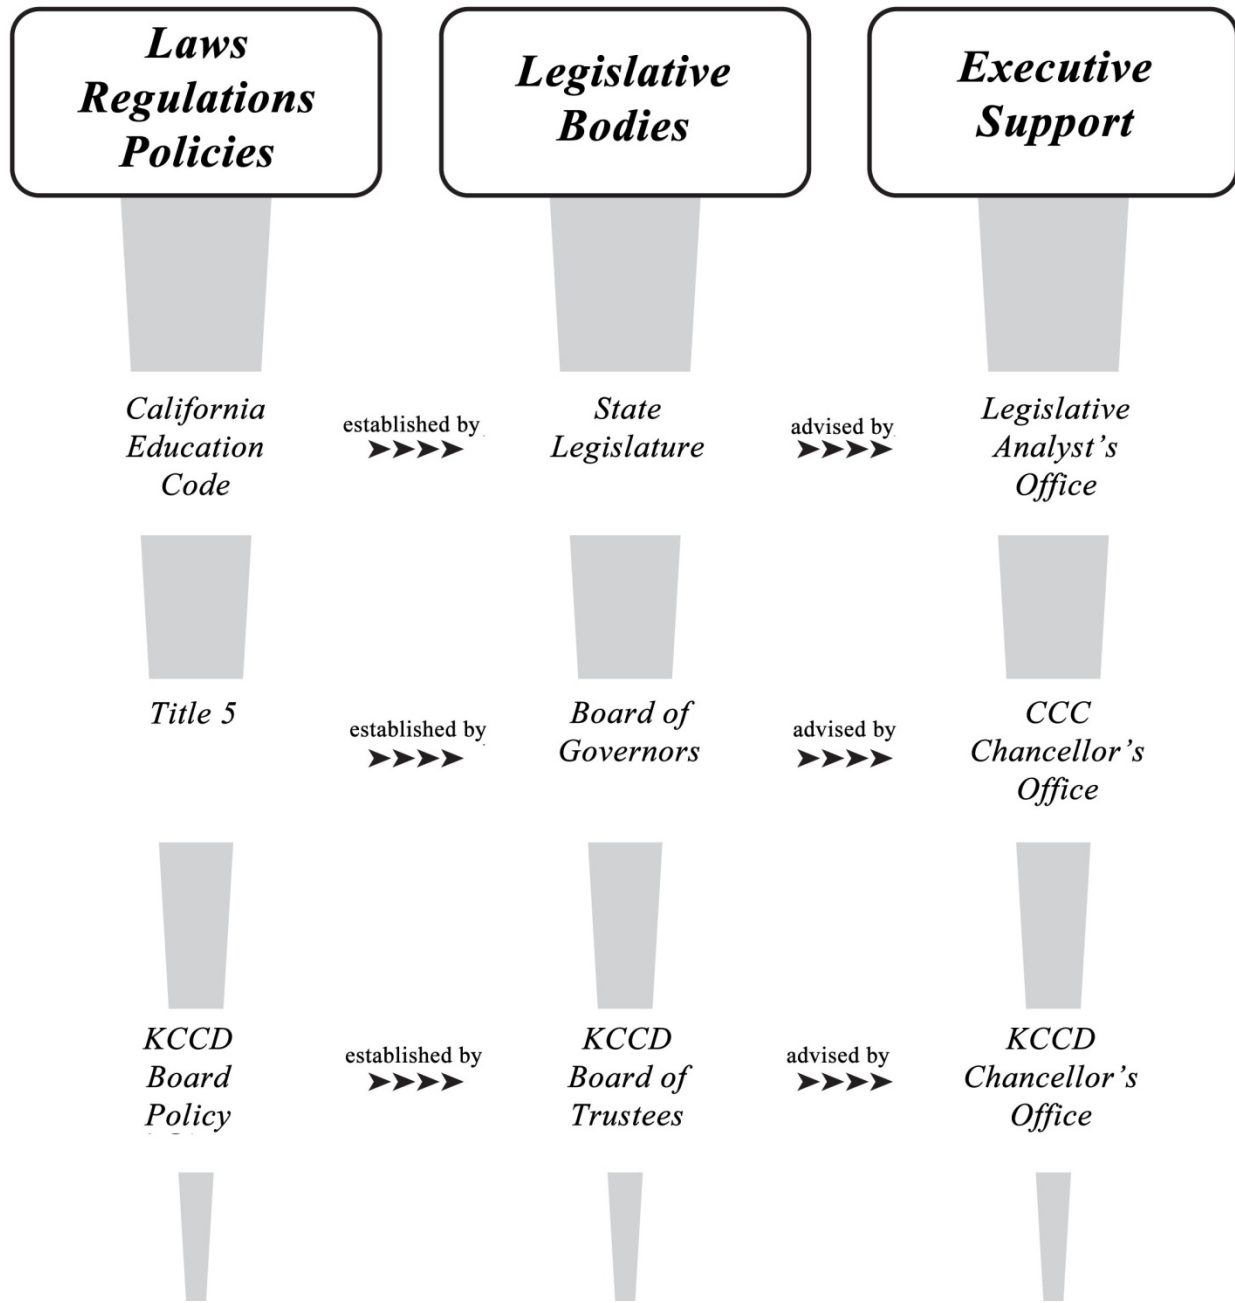 Laws
Regulations
Policies
Legislative
Bodies
Executive
Support
California
Education
Code
established by
State
Legislature
advised by
Legislative
Analyst’s
Office
Title 5
established by
Board of
Governors
advised by
CCC
Chancellor’s
Office
KCCD
Board
Policy
established by
KCCD
Board of
Trustees
advised by
KCCD
Chancellor’s
Office